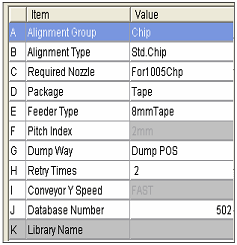 Item Value
A Alignment Group Chip
B Alignment Type Std.Chip
C Required Nozzle For1005Chp
D Package Tape
E Feeder Type 8mmTape
F Pitch Index 2mm
G Dump Way Dump POS
H Retry Times 2
I Conveyor Y Speed FAST
J Database Number 502
K Library Name